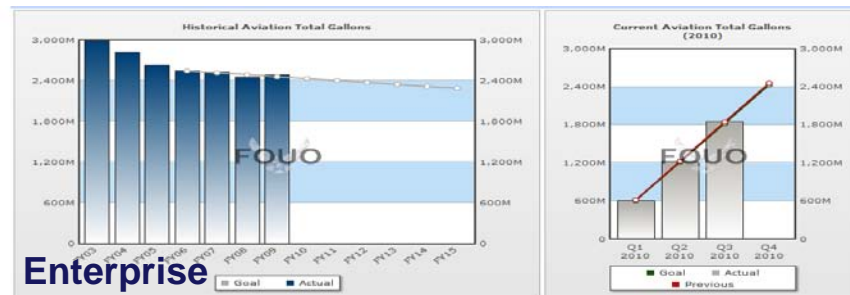 Historical Aviation Total Gallons
3,000M
2,400M
1,800M
1,200M
600M
0
3,000M
2,400M
1,800M
1,200M
600M
0
FOUO
FY03 FY04 FY05 FY06 FY07 FY08 FY09 FY10 FY11 FY12 FY13 FY14 FY15
Enterprise
Goal Actual
Current Aviation Total Gallons
(2010)
3,000M
2,400M
1,800M
1,200M
600M
0
3,000M
2,400M
1,800M
1,200M
600M
0
FOUO
Q1 2010
Q2 2010
Q3 2010
Q4 2010
Goal Actual
Previous